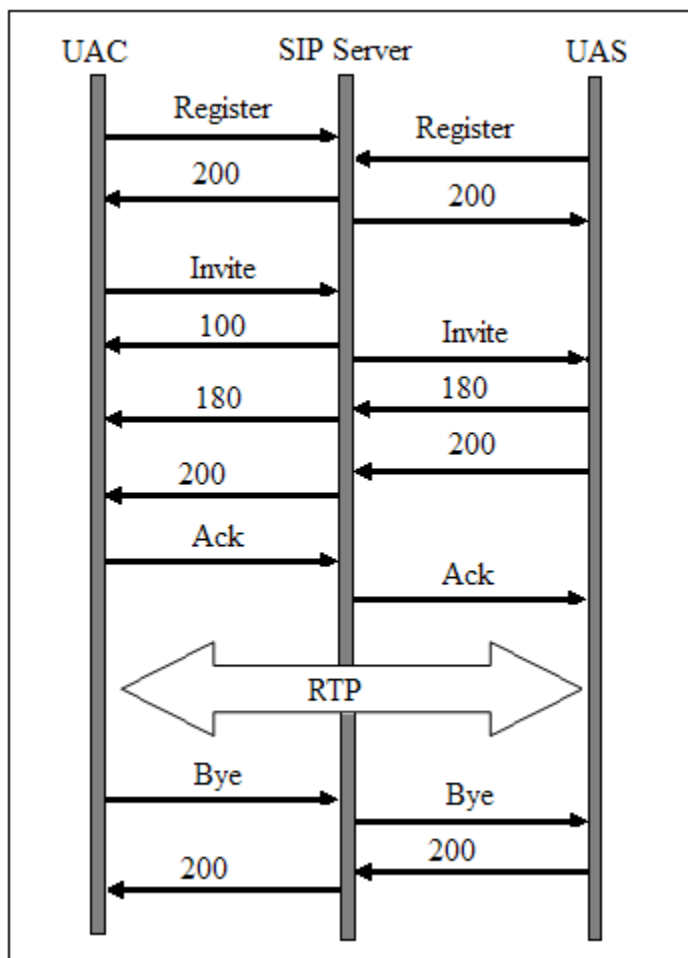 UAC SIP Server UAS
Register
Register
200
200
Invite
100
Invite
180
180
200
200
Ack
Ack
RTP
Bye
Bye
200
200